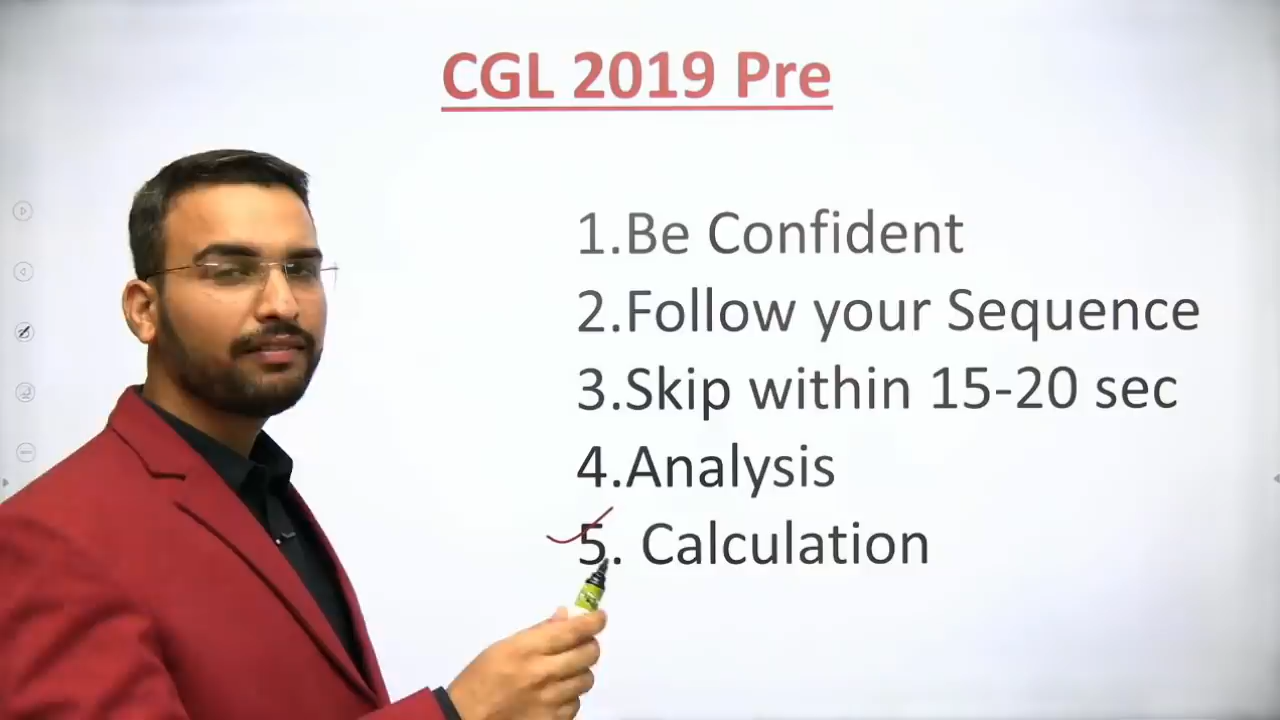 CGL 2019 Pre
1.Be Confident
2.Follow your Sequence
3.Skip within 15-20 sec
4.Analysis
5. Calculation